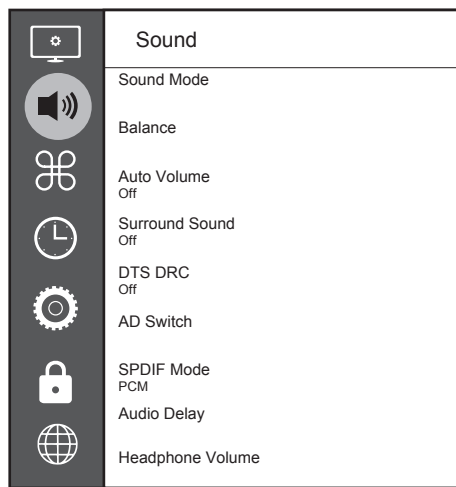 Sound
Sound Mode
Balance
Auto Volume
Off
Surround Sound
Off
DTS DRC
Off
AD Switch
SPDIF Mode
PCM
Audio Delay
Headphone Volume